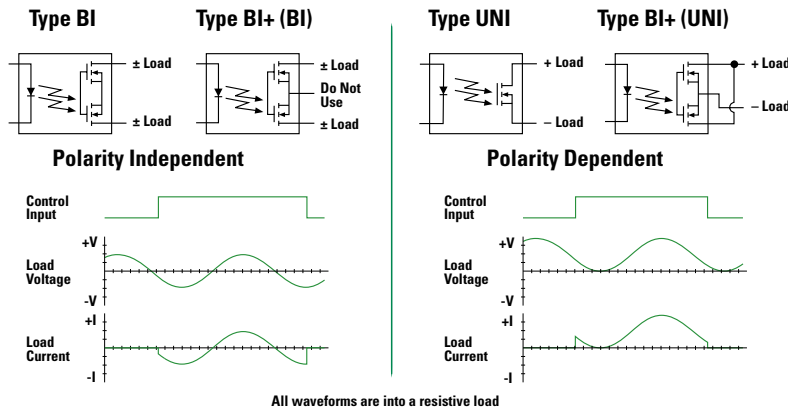 Type BI
Type BI+ (BI)
± Load
± Load
± Load
Do Not
Use
± Load
Polarity Independent
Control
Input
+V
Load
Voltage
-V
+I
Load
Current
-I
Type UNI
Type BI+ (UNI)
+ Load
– Load
+ Load
– Load
Polarity Dependent
Control
Input
+V
Load
Voltage
-V
+I
Load
Current
-I
All waveforms are into a resistive load